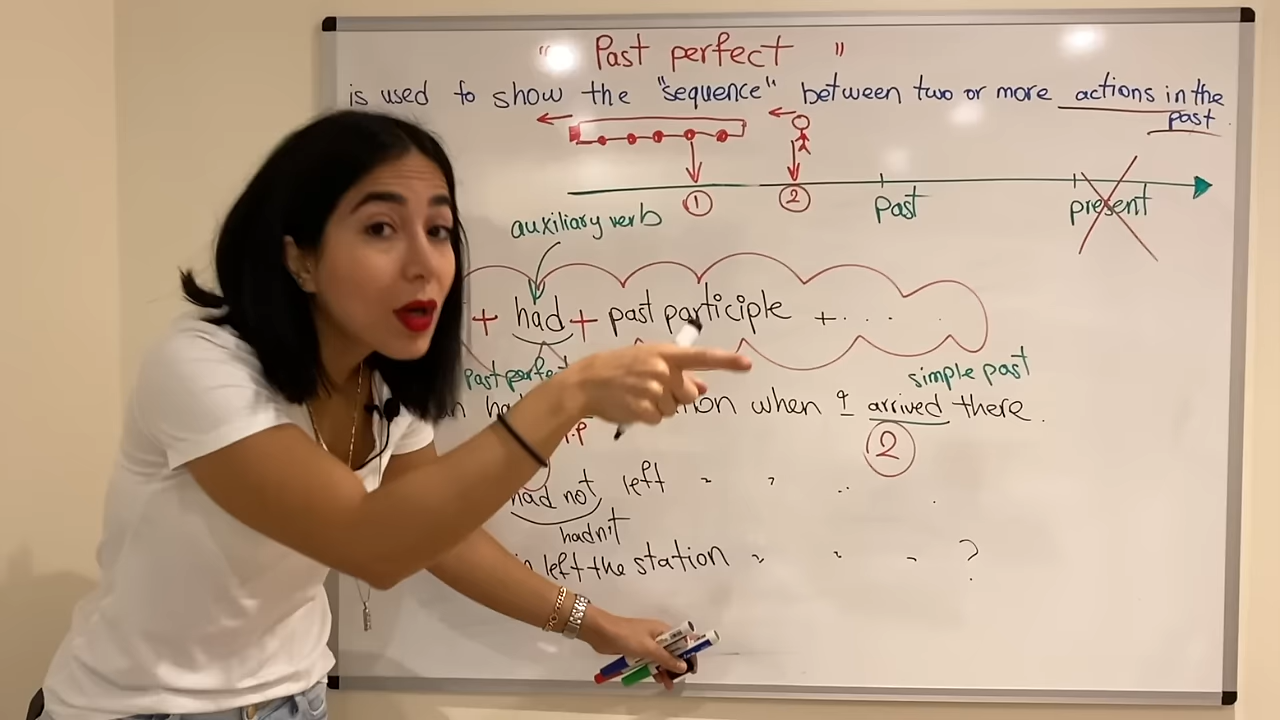 " Past perfect "
is used to show the "sequence" between two or more actions in the
past
1 2 past present
auxiliary verb
+ had + past participle + . . .
past perfect simple past
when I arrived there.
P.P 2
had not left " " " "
hadn't
left the station " " " ?